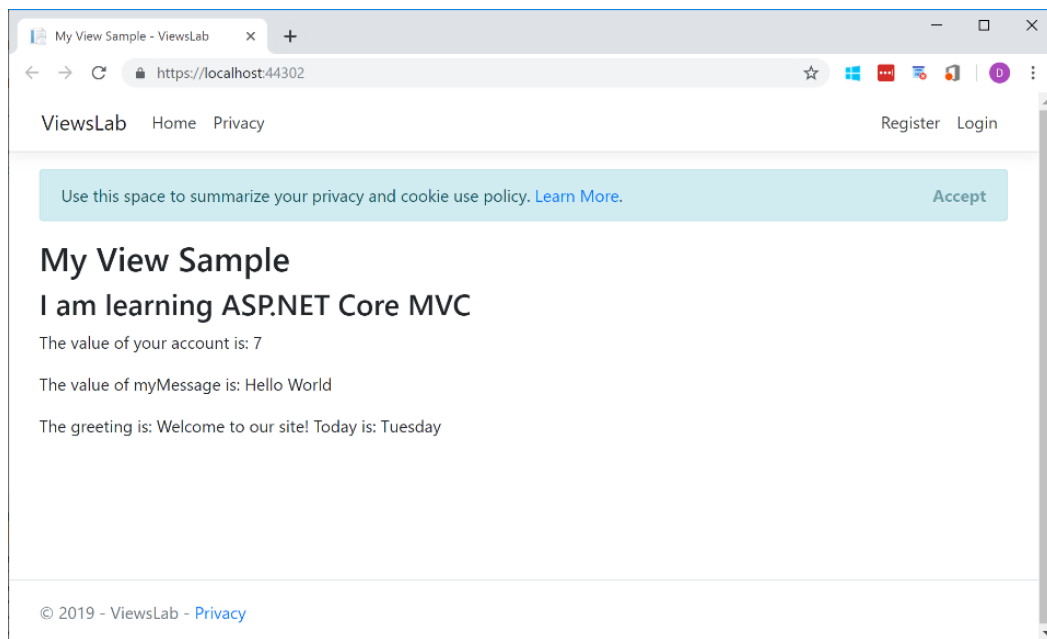 My View Sample - ViewsLab
https://localhost:44302
D
ViewsLab Home Privacy Register Login
Use this space to summarize your privacy and cookie use policy. Learn More. Accept
My View Sample
I am learning ASP.NET Core MVC
The value of your account is: 7
The value of myMessage is: Hello World
The greeting is: Welcome to our site! Today is: Tuesday
© 2019 - ViewsLab - Privacy